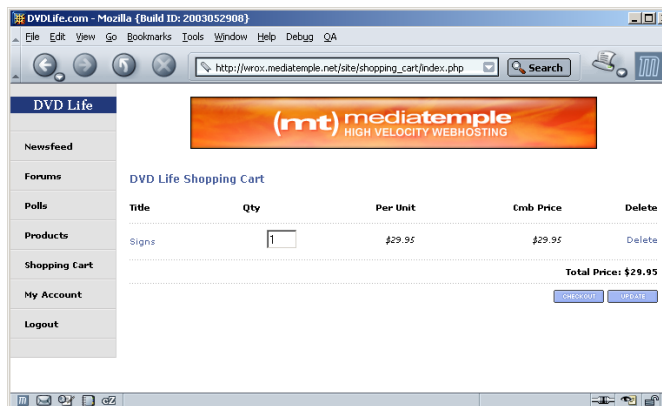 DVDLife.com - Mozilla {Build ID: 2003052908}
File Edit View Go Bookmarks Tools Window Help Debug QA
http://wrox.mediatemple.net/site/shopping_cart/index.php Search
DVD Life
(mt) mediatemple
HIGH VELOCITY WEBHOSTING
Newsfeed
Forums
Polls
Products
Shopping Cart
My Account
Logout
DVD Life Shopping Cart
Title Qty Per Unit Cmb Price Delete
Signs 1 $29.95 $29.95 Delete
Total Price: $29.95
CHECKOUT UPDATE